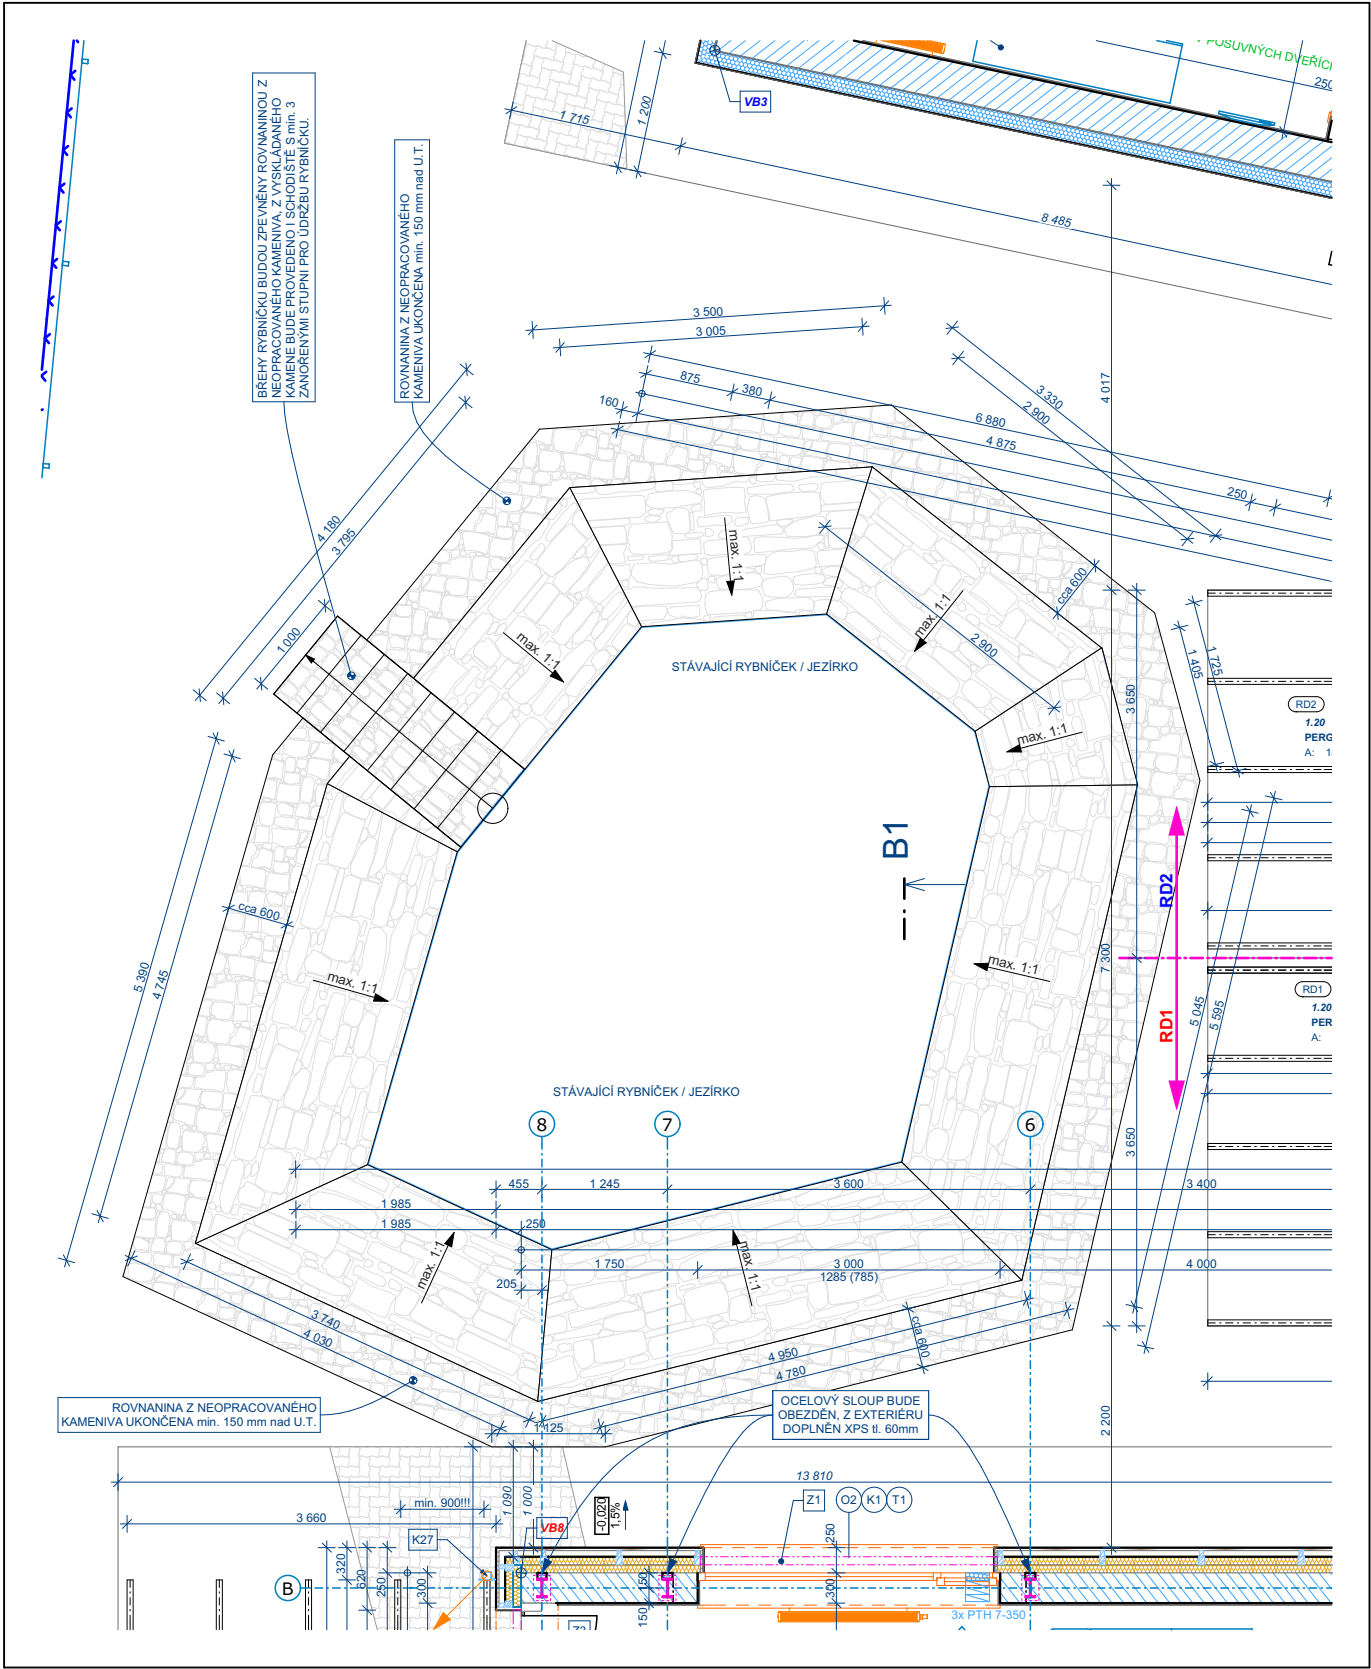 POSUVNÝCH DVEŘÍCH
250
VB3
1 715
1 200
8 485
4 017
BŘEHY RYBNÍČKU BUDOU ZPEVNĚNY ROVNANINOU Z
NEOPRACOVANÉHO KAMENIVA, Z VYSKLÁDANÉHO
KAMENE BUDE PROVEDENO I SCHODIŠTĚ S min. 3
ZANOŘENÝMI STUPNI PRO ÚDRŽBU RYBNÍČKU.
ROVNANINA Z NEOPRACOVANÉHO
KAMENIVA UKONČENA min. 150 mm nad U.T.
3 500
3 005
875
380
160
3 330
2 900
6 880
4 875
250
4 180
3 795
1 000
max. 1:1
max. 1:1
max. 1:1
cca 600
2 900
STÁVAJÍCÍ RYBNÍČEK / JEZÍRKO
1 405
1 725
3 650
max. 1:1
RD2
1.20
PERG
A: 1
B1
RD2
cca 600
max. 1:1
max. 1:1
7 300
5 390
4 745
RD1
5 045
5 595
RD1
1.20
PER
A:
STÁVAJÍCÍ RYBNÍČEK / JEZÍRKO
8
7
6
3 650
455
1 245
3 600
3 400
1 985
1 985
250
max. 1:1
max. 1:1
1 750
3 000
4 000
1285 (785)
205
3 740
4 030
cca 600
4 950
4 780
ROVNANINA Z NEOPRACOVANÉHO
KAMENIVA UKONČENA min. 150 mm nad U.T.
OCELOVÝ SLOUP BUDE
OBEZDĚN, Z EXTERIÉRU
DOPLNĚN XPS tl. 60mm
1 125
2 200
13 810
min. 900!!!
1 090
1 000
-0,020
1,5%
Z1
O2
K1
T1
3 660
K27
VB8
250
320
620
250
300
150
150
300
B
3x PTH 7-350